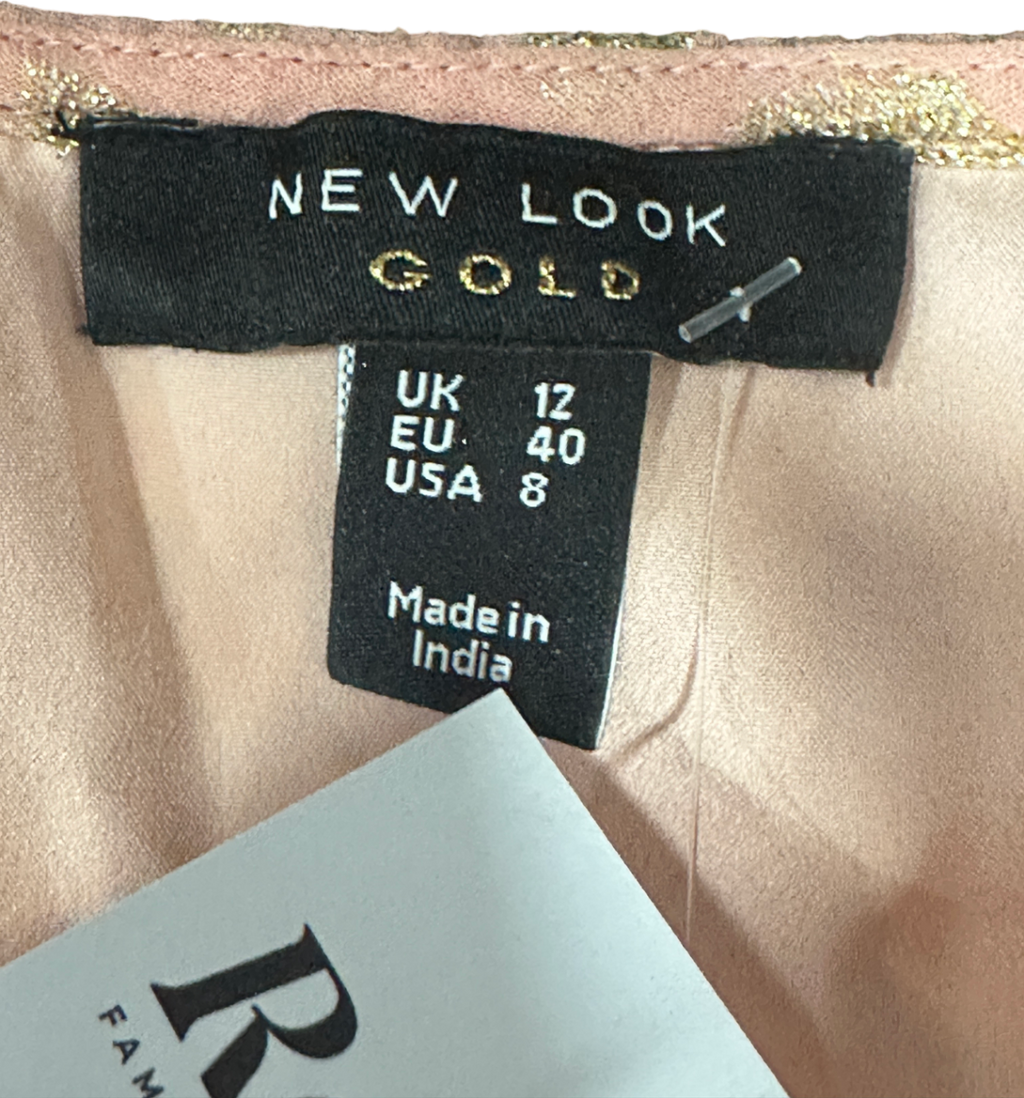 NEW LOOK
GOLD
UK 12
EU 40
USA 8
Made in
India
R
FAM